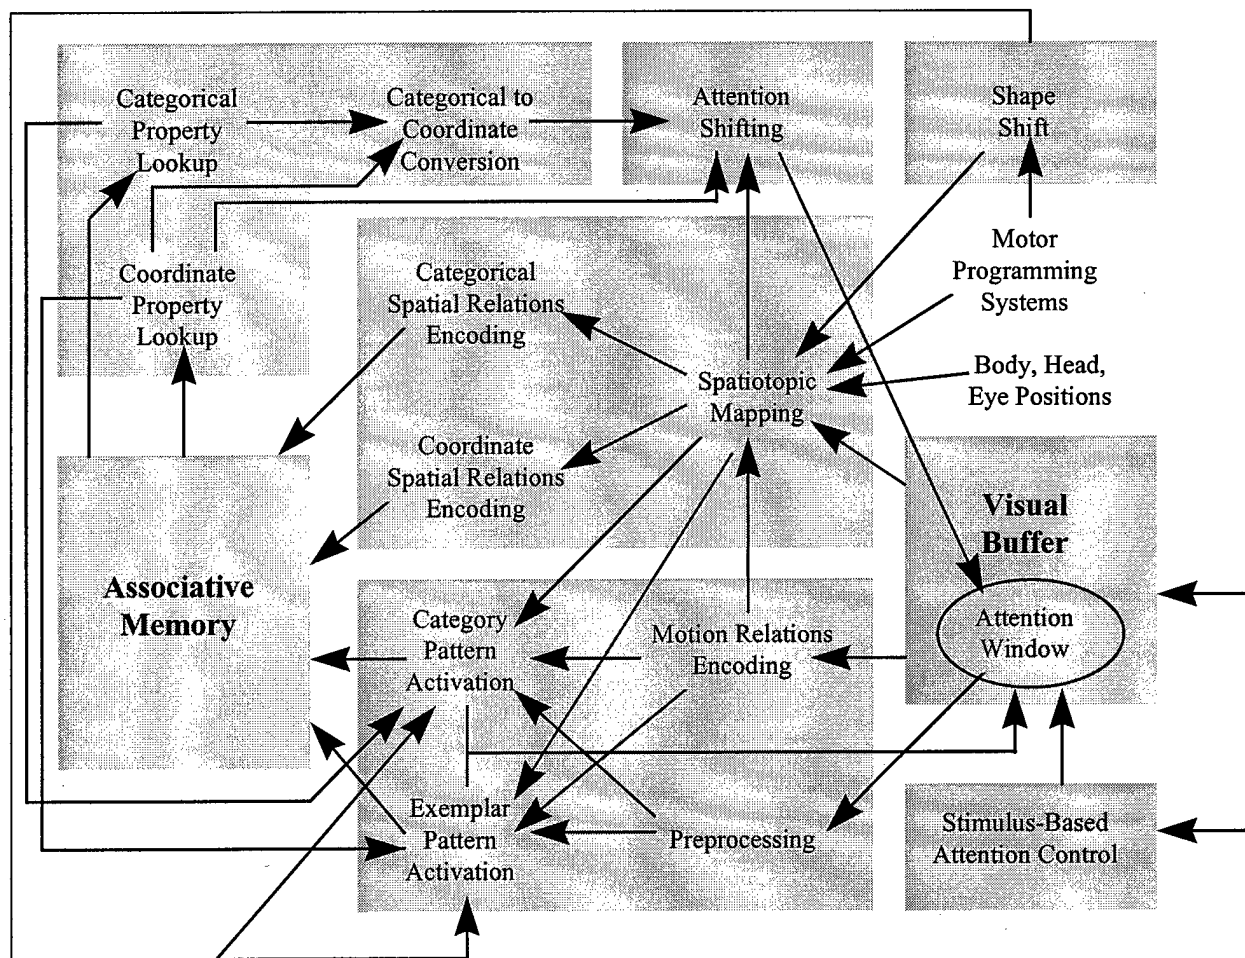 Categorical
Property
Lookup
Categorical to
Coordinate
Conversion
Attention
Shifting
Shape
Shift
Coordinate
Property
Lookup
Categorical
Spatial Relations
Encoding
Motor
Programming
Systems
Spatiotopic
Mapping
Body, Head,
Eye Positions
Coordinate
Spatial Relations
Encoding
Visual
Buffer
Associative
Memory
Category
Pattern
Activation
Motion Relations
Encoding
Attention
Window
Exemplar
Pattern
Activation
Preprocessing
Stimulus-Based
Attention Control